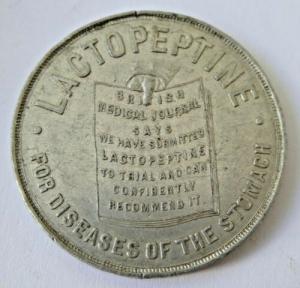 · LACTOPEPTINE ·
BRITISH
MEDICAL JOURNAL
SAYS
WE HAVE SUBMITTED
LACTOPEPTINE
TO TRIAL AND CAN
CONFIDENTLY
RECOMMEND IT.
FOR DISEASES OF THE STOMACH